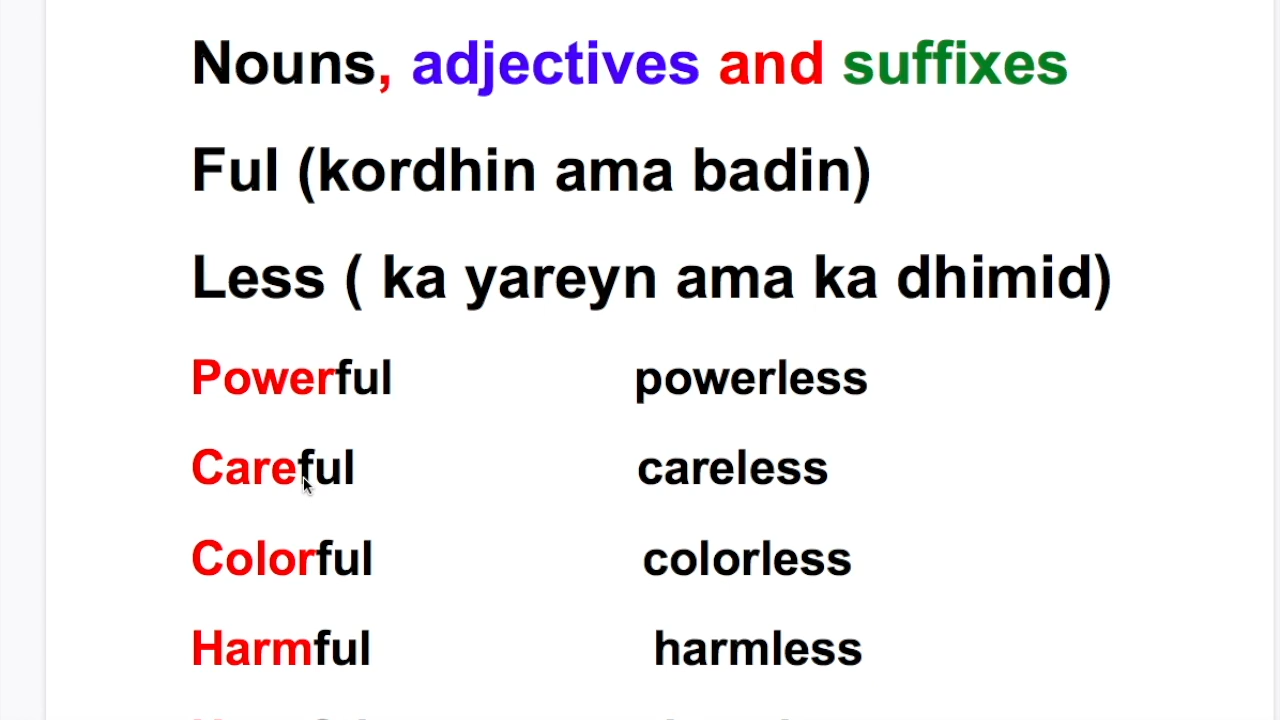 Nouns, adjectives and suffixes
Ful (kordhin ama badin)
Less ( ka yareyn ama ka dhimid)
Powerful powerless
Careful careless
Colorful colorless
Harmful harmless